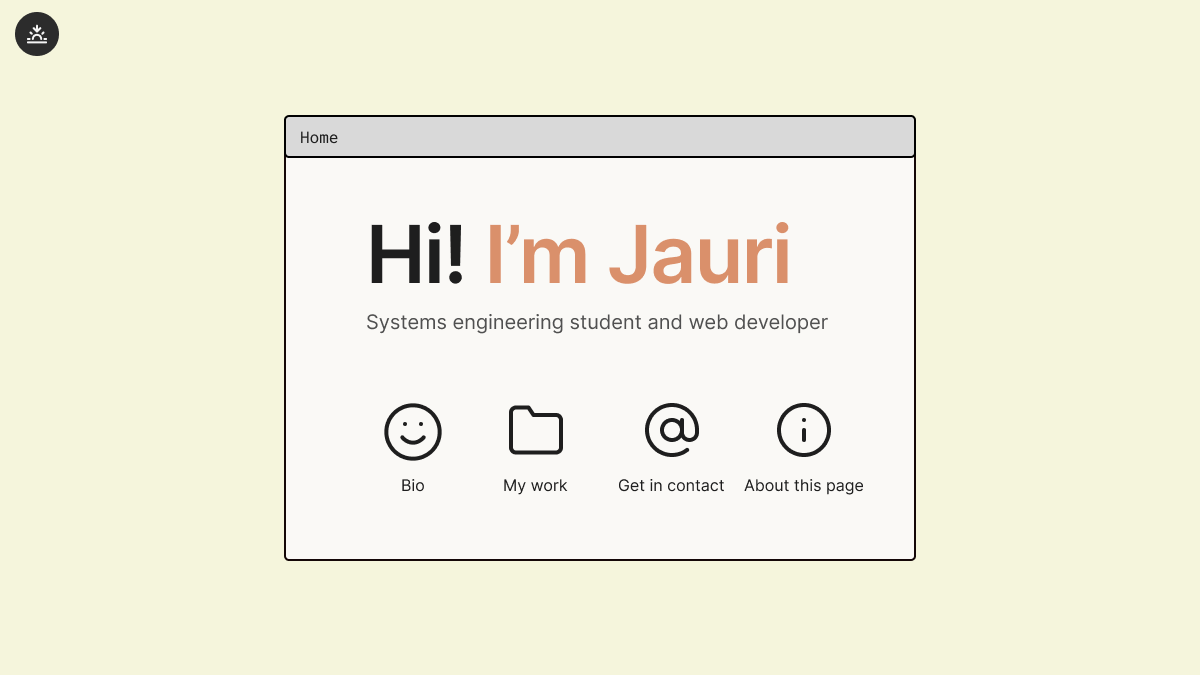 Home
Hi! I’m Jauri
Systems engineering student and web developer
Bio
My work
Get in contact
About this page